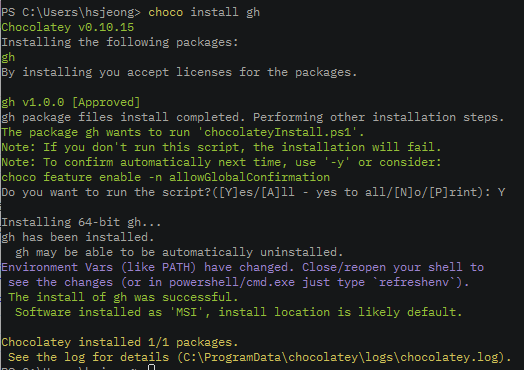 PS C:\Users\hsjeong> choco install gh
Chocolatey v0.10.15
Installing the following packages:
gh
By installing you accept licenses for the packages.
gh v1.0.0 [Approved]
gh package files install completed. Performing other installation steps.
The package gh wants to run 'chocolateyInstall.ps1'.
Note: If you don't run this script, the installation will fail.
Note: To confirm automatically next time, use '-y' or consider:
choco feature enable -n allowGlobalConfirmation
Do you want to run the script?([Y]es/[A]ll - yes to all/[N]o/[P]rint): Y
Installing 64-bit gh...
gh has been installed.
gh may be able to be automatically uninstalled.
Environment Vars (like PATH) have changed. Close/reopen your shell to
see the changes (or in powershell/cmd.exe just type `refreshenv`).
The install of gh was successful.
Software installed as 'MSI', install location is likely default.
Chocolatey installed 1/1 packages.
See the log for details (C:\ProgramData\chocolatey\logs\chocolatey.log).
PS C:\Users\hsjeong>